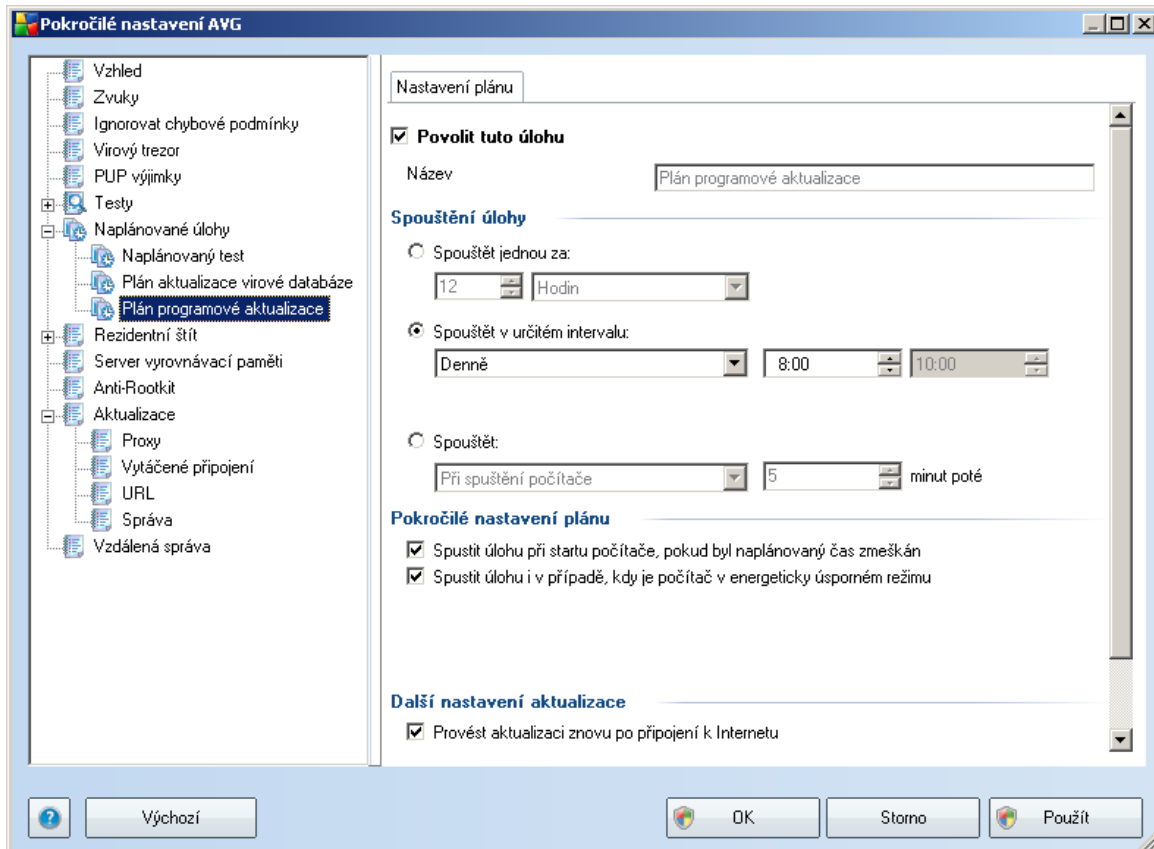 Pokročilé nastavení AVG
Vzhled
Zvuky
Ignorovat chybové podmínky
Virový trezor
PUP výjimky
Testy
Naplánované úlohy
Naplánovaný test
Plán aktualizace virové databáze
Plán programové aktualizace
Rezidentní štít
Server vyrovnávací paměti
Anti-Rootkit
Aktualizace
Proxy
Vytáčené připojení
URL
Správa
Vzdálená správa
Nastavení plánu
Povolit tuto úlohu
Název Plán programové aktualizace
Spouštění úlohy
Spouštět jednou za:
12 Hodin
Spouštět v určitém intervalu:
Denně 8:00 10:00
Spouštět:
Při spuštění počítače 5 minut poté
Pokročilé nastavení plánu
Spustit úlohu při startu počítače, pokud byl naplánovaný čas zmeškán
Spustit úlohu i v případě, kdy je počítač v energeticky úsporném režimu
Další nastavení aktualizace
Provést aktualizaci znovu po připojení k Internetu
? Výchozí OK Storno Použít